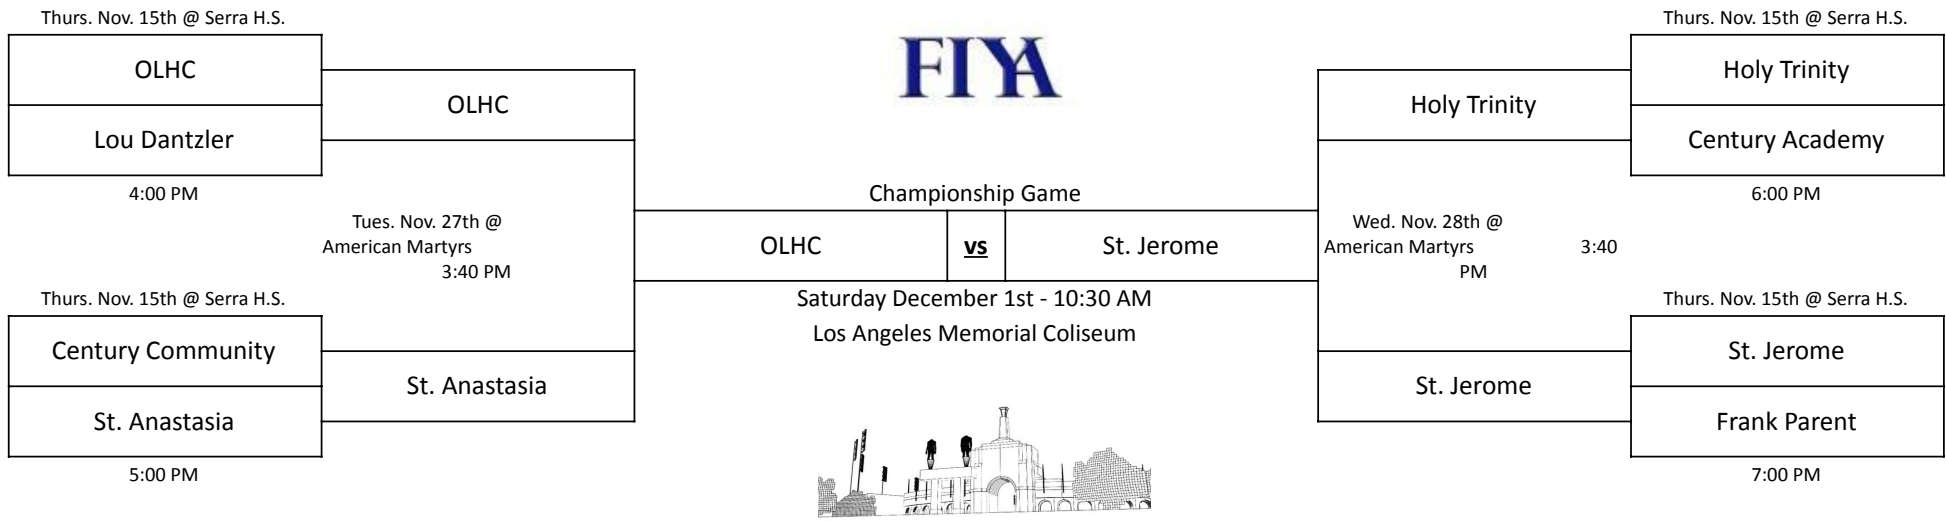 Thurs. Nov. 15th @ Serra H.S.
OLHC
Lou Dantzler
4:00 PM
OLHC
Tues. Nov. 27th @
American Martyrs
3:40 PM
Thurs. Nov. 15th @ Serra H.S.
Century Community
St. Anastasia
5:00 PM
St. Anastasia
FIYA
Championship Game
OLHC vs St. Jerome
Saturday December 1st - 10:30 AM
Los Angeles Memorial Coliseum
Holy Trinity
Wed. Nov. 28th @
American Martyrs 3:40
PM
St. Jerome
Thurs. Nov. 15th @ Serra H.S.
Holy Trinity
Century Academy
6:00 PM
Thurs. Nov. 15th @ Serra H.S.
St. Jerome
Frank Parent
7:00 PM